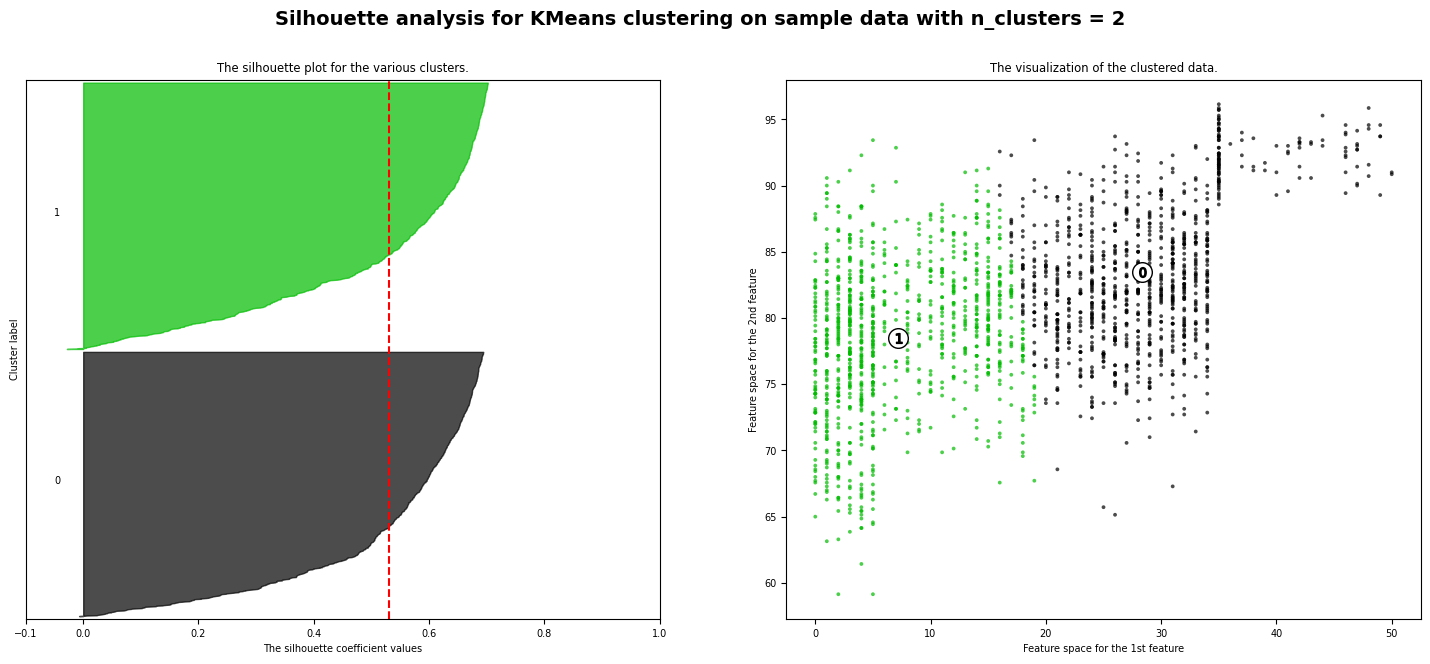 Silhouette analysis for KMeans clustering on sample data with n_clusters = 2
The silhouette plot for the various clusters.
Cluster label
1
0
−0.1 0.0 0.2 0.4 0.6 0.8 1.0
The silhouette coefficient values
The visualization of the clustered data.
Feature space for the 2nd feature
95
90
85
80
75
70
65
60
0
1
0 10 20 30 40 50
Feature space for the 1st feature